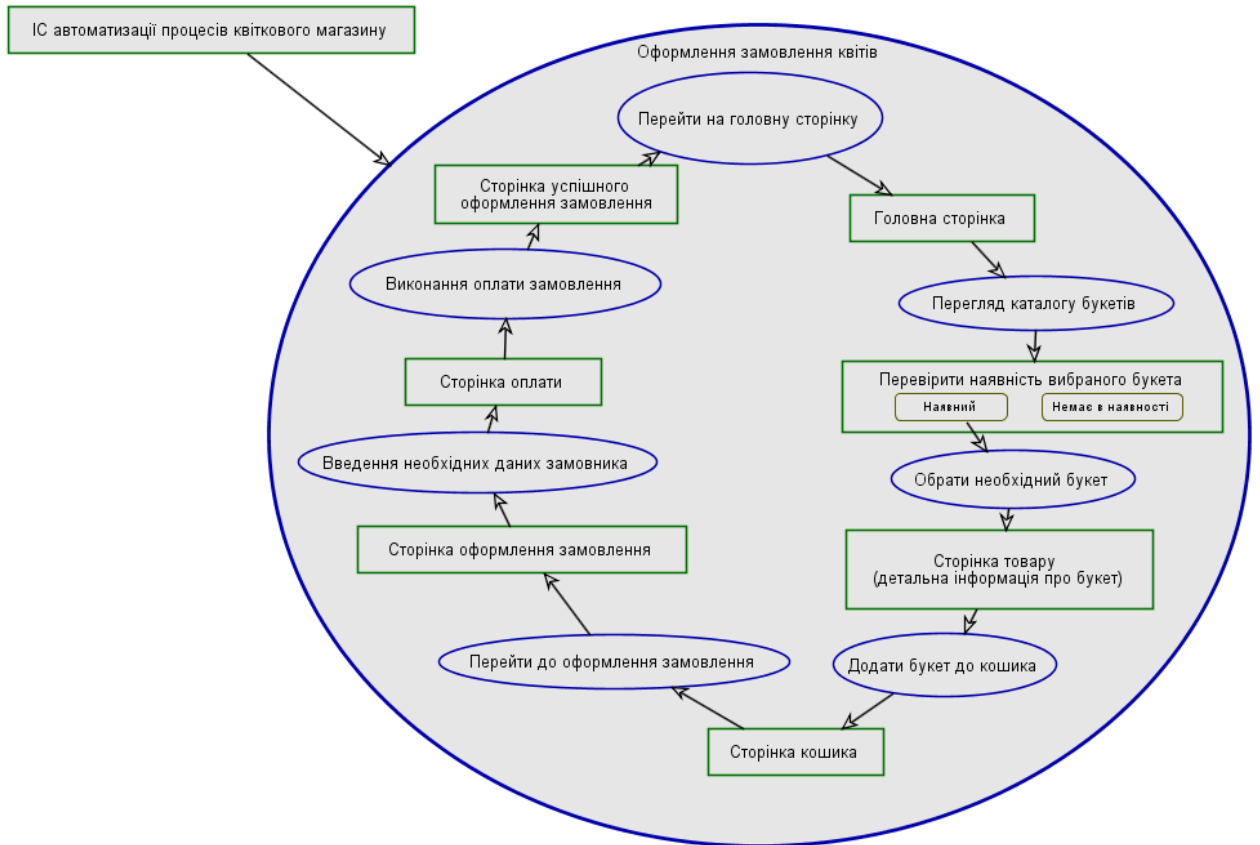 ІС автоматизації процесів квіткового магазину
Оформлення замовлення квітів
Перейти на головну сторінку
Головна сторінка
Перегляд каталогу букетів
Перевірити наявність вибраного букета
Наявний
Немає в наявності
Обрати необхідний букет
Сторінка товару
(детальна інформація про букет)
Додати букет до кошика
Сторінка кошика
Перейти до оформлення замовлення
Сторінка оформлення замовлення
Введення необхідних даних замовника
Сторінка оплати
Виконання оплати замовлення
Сторінка успішного
оформлення замовлення